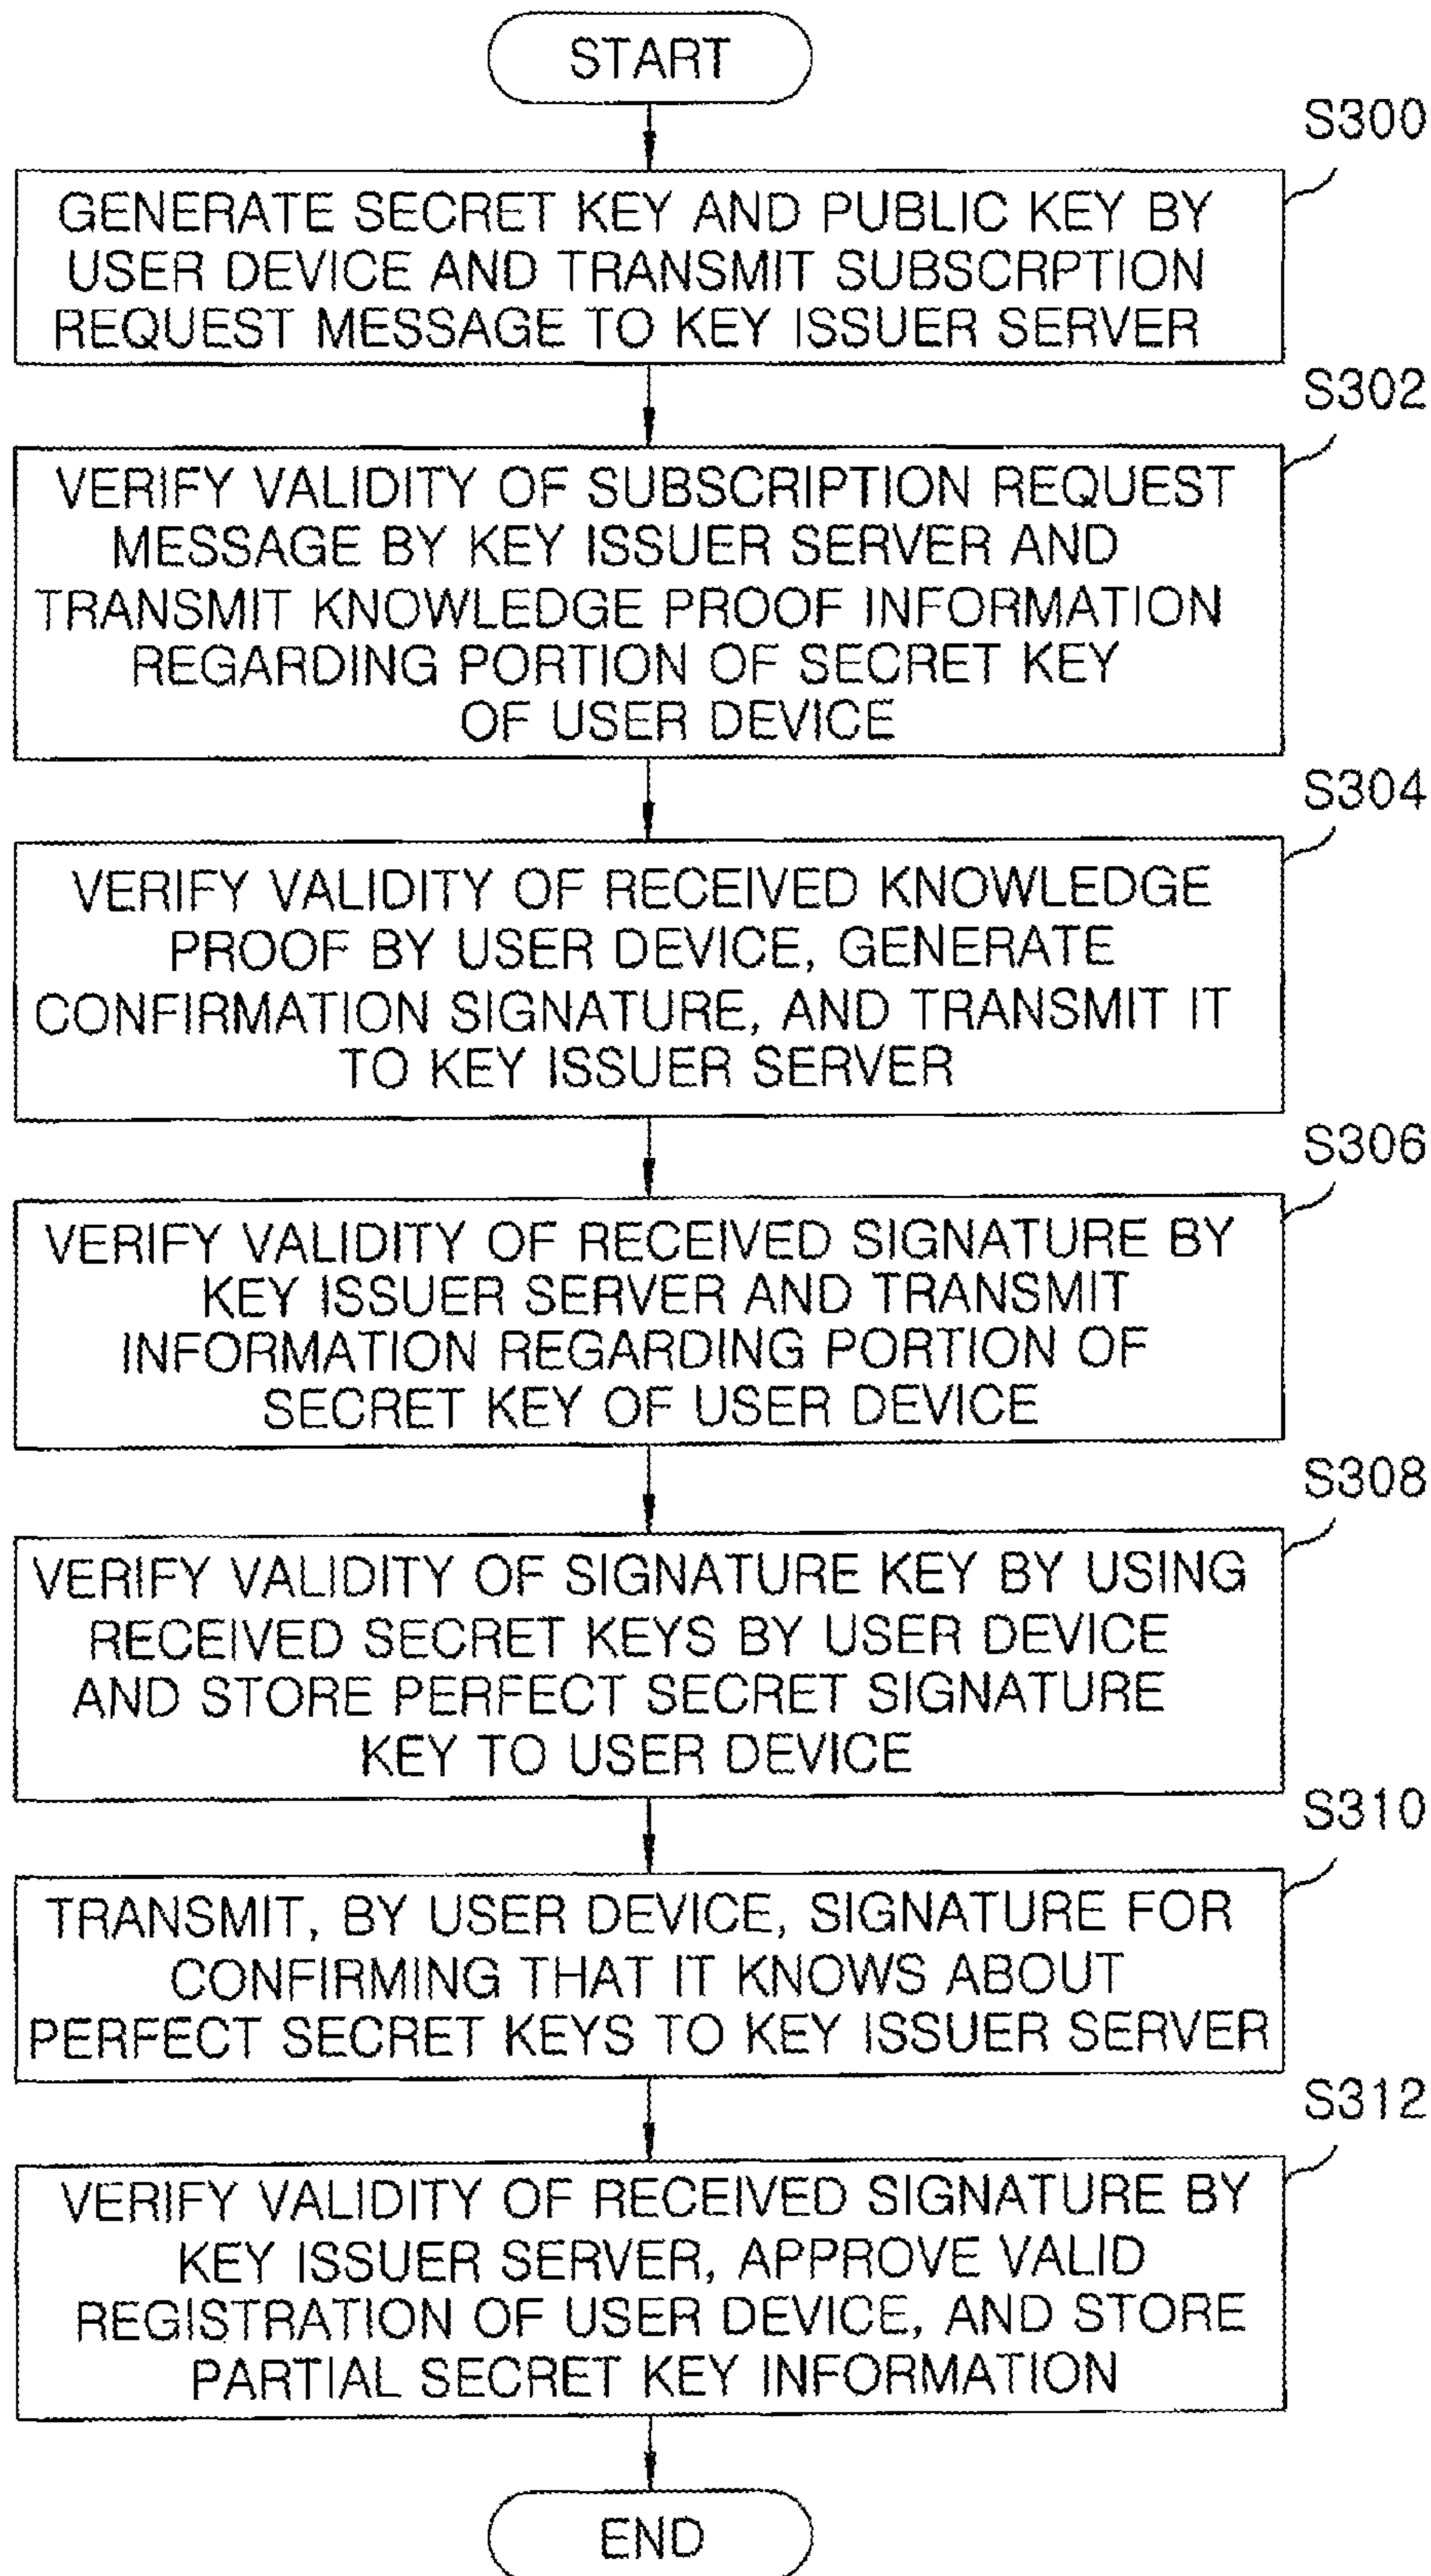 START
S300
GENERATE SECRET KEY AND PUBLIC KEY BY
USER DEVICE AND TRANSMIT SUBSCRPTION
REQUEST MESSAGE TO KEY ISSUER SERVER
S302
VERIFY VALIDITY OF SUBSCRIPTION REQUEST
MESSAGE BY KEY ISSUER SERVER AND
TRANSMIT KNOWLEDGE PROOF INFORMATION
REGARDING PORTION OF SECRET KEY
OF USER DEVICE
S304
VERIFY VALIDITY OF RECEIVED KNOWLEDGE
PROOF BY USER DEVICE, GENERATE
CONFIRMATION SIGNATURE, AND TRANSMIT IT
TO KEY ISSUER SERVER
S306
VERIFY VALIDITY OF RECEIVED SIGNATURE BY
KEY ISSUER SERVER AND TRANSMIT
INFORMATION REGARDING PORTION OF
SECRET KEY OF USER DEVICE
S308
VERIFY VALIDITY OF SIGNATURE KEY BY USING
RECEIVED SECRET KEYS BY USER DEVICE
AND STORE PERFECT SECRET SIGNATURE
KEY TO USER DEVICE
S310
TRANSMIT, BY USER DEVICE, SIGNATURE FOR
CONFIRMING THAT IT KNOWS ABOUT
PERFECT SECRET KEYS TO KEY ISSUER SERVER
S312
VERIFY VALIDITY OF RECEIVED SIGNATURE BY
KEY ISSUER SERVER, APPROVE VALID
REGISTRATION OF USER DEVICE, AND STORE
PARTIAL SECRET KEY INFORMATION
END